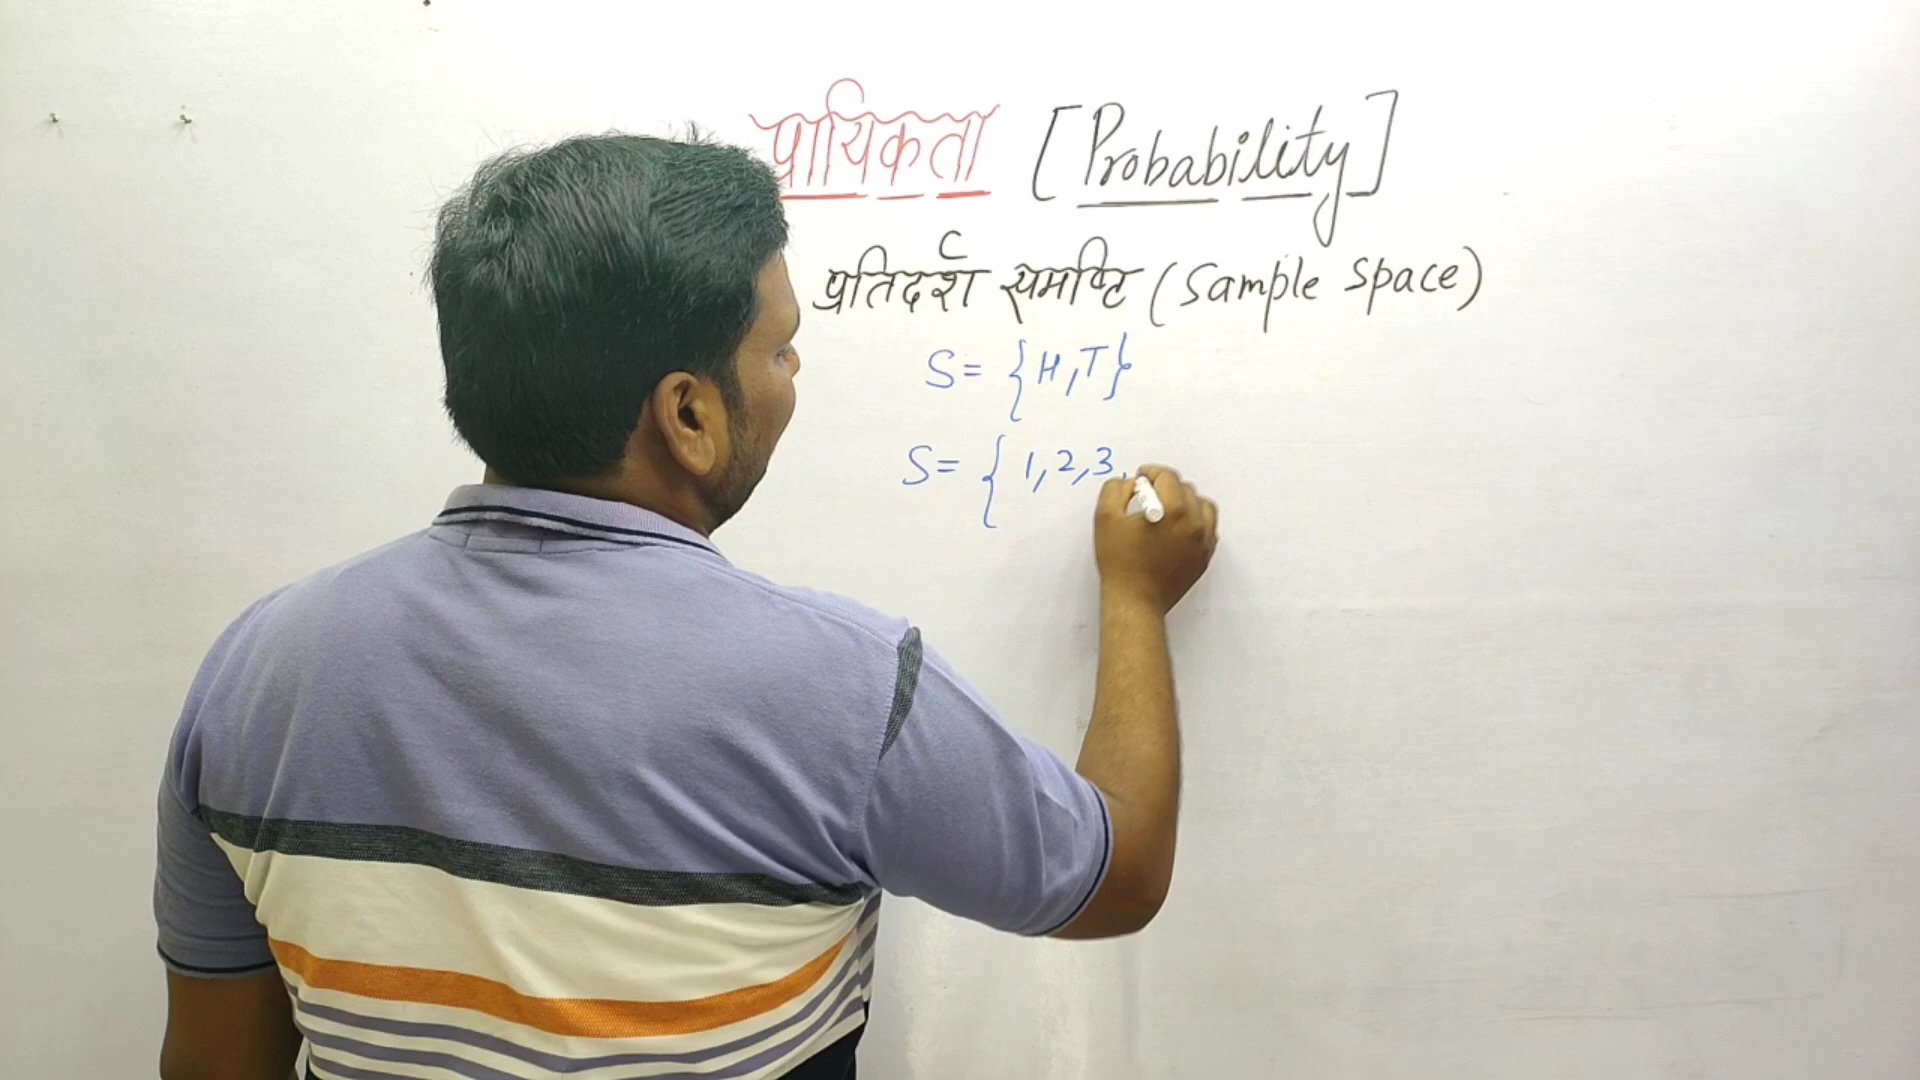 प्रायिकता [Probability]
प्रतिदर्श समष्टि (Sample Space)
S= {H,T}
S= { 1,2,3,